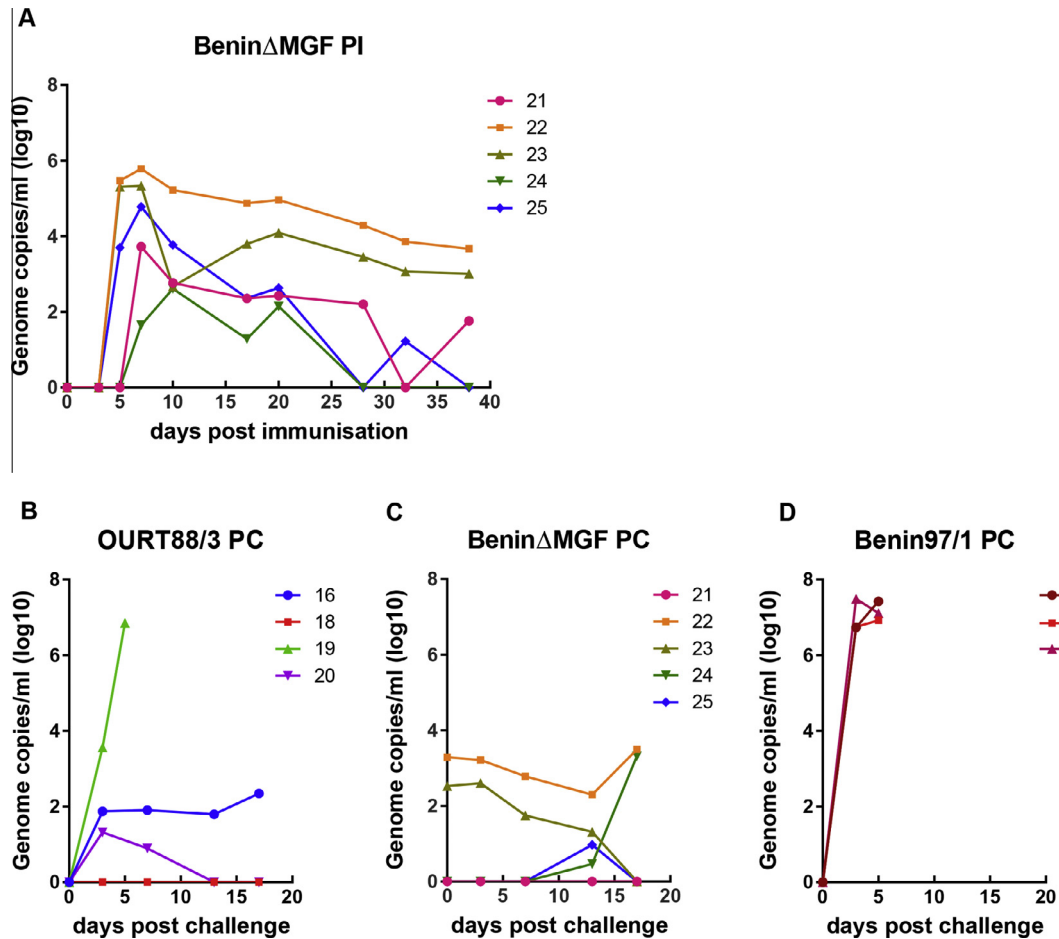 A
BeninΔMGF PI
Genome copies/ml (log10)
8
6
4
2
0
0 5 10 15 20 25 30 35 40
days post immunisation
21
22
23
24
25
B
OURT88/3 PC
Genome copies/ml (log10)
8
6
4
2
0
0 5 10 15 20
days post challenge
16
18
19
20
C
BeninΔMGF PC
Genome copies/ml (log10)
8
6
4
2
0
0 5 10 15 20
days post challenge
21
22
23
24
25
D
Benin97/1 PC
Genome copies/ml (log10)
8
6
4
2
0
0 5 10 15 20
days post challenge